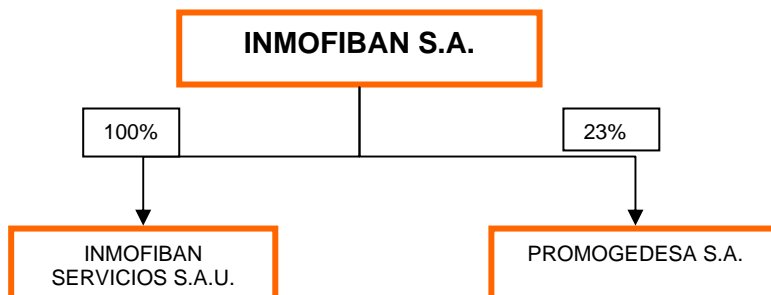 INMOFIBAN S.A.
100%
23%
INMOFIBAN
SERVICIOS S.A.U.
PROMOGEDESA S.A.